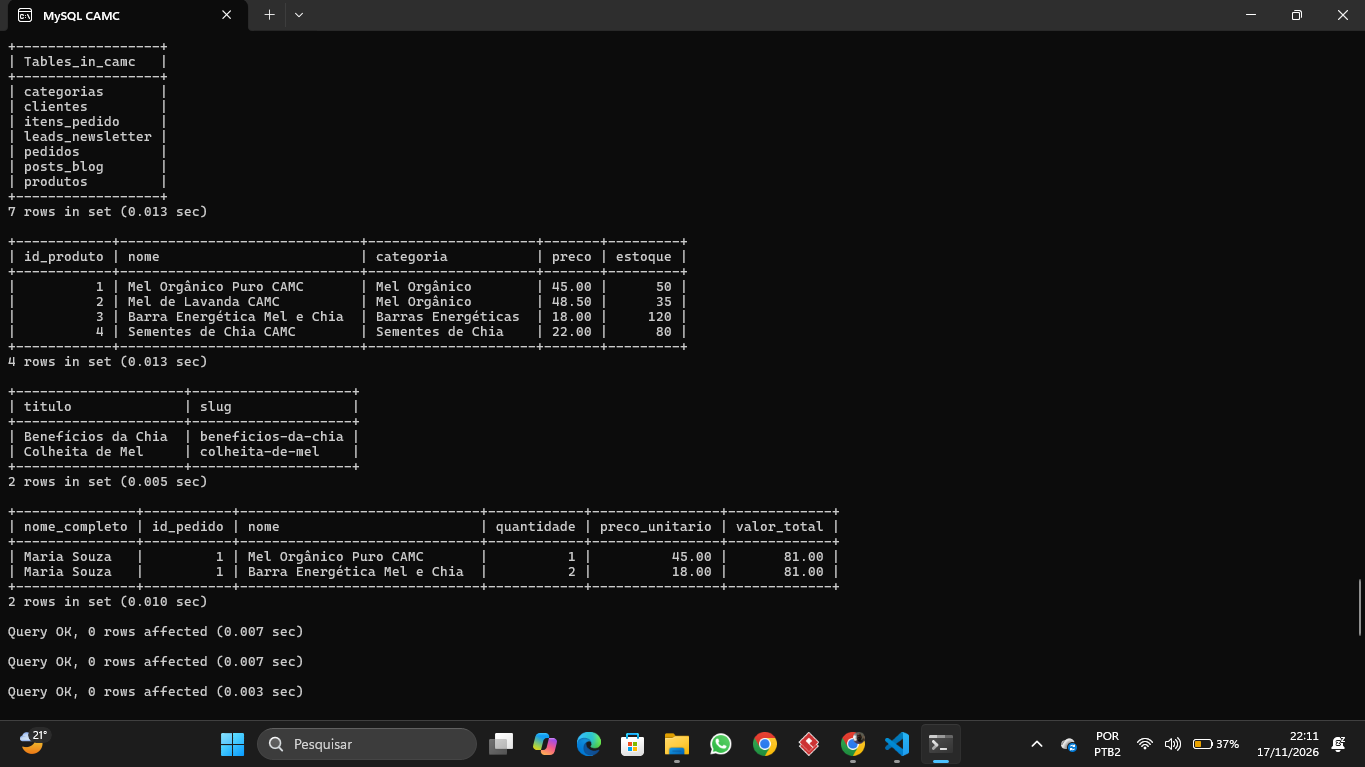 MySQL CAMC
+------------------+
| Tables_in_camc   |
+------------------+
| categorias       |
| clientes         |
| itens_pedido     |
| leads_newsletter |
| pedidos          |
| posts_blog       |
| produtos         |
+------------------+
7 rows in set (0.013 sec)
+------------+------------------------------+---------------------+-------+---------+
| id_produto | nome                         | categoria           | preco | estoque |
+------------+------------------------------+---------------------+-------+---------+
|          1 | Mel Orgânico Puro CAMC       | Mel Orgânico        | 45.00 |      50 |
|          2 | Mel de Lavanda CAMC          | Mel Orgânico        | 48.50 |      35 |
|          3 | Barra Energética Mel e Chia  | Barras Energéticas  | 18.00 |     120 |
|          4 | Sementes de Chia CAMC        | Sementes de Chia    | 22.00 |      80 |
+------------+------------------------------+---------------------+-------+---------+
4 rows in set (0.013 sec)
+---------------------+--------------------+
| titulo              | slug               |
+---------------------+--------------------+
| Benefícios da Chia  | beneficios-da-chia |
| Colheita de Mel     | colheita-de-mel    |
+---------------------+--------------------+
2 rows in set (0.005 sec)
+---------------+-----------+------------------------------+------------+----------------+-------------+
| nome_completo | id_pedido | nome                         | quantidade | preco_unitario | valor_total |
+---------------+-----------+------------------------------+------------+----------------+-------------+
| Maria Souza   |         1 | Mel Orgânico Puro CAMC       |          1 |          45.00 |       81.00 |
| Maria Souza   |         1 | Barra Energética Mel e Chia  |          2 |          18.00 |       81.00 |
+---------------+-----------+------------------------------+------------+----------------+-------------+
2 rows in set (0.010 sec)
Query OK, 0 rows affected (0.007 sec)
Query OK, 0 rows affected (0.007 sec)
Query OK, 0 rows affected (0.003 sec)
21°
Pesquisar
POR
PTB2
37%
22:11
17/11/2026